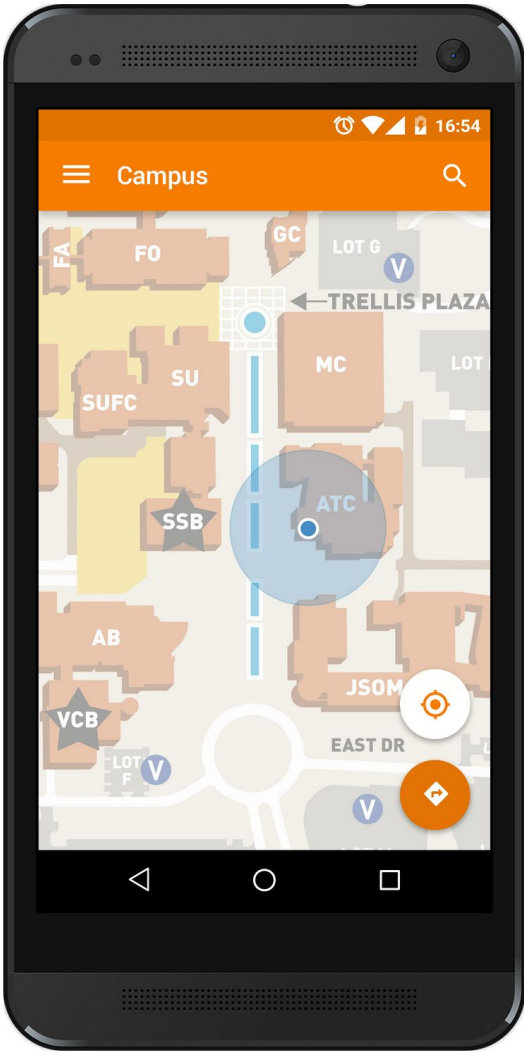 16:54
Campus
FA
FO
GC
LOT G
V
TRELLIS PLAZA
MC
LOT
SU
SUFC
ATC
SSB
AB
JSOM
VCB
EAST DR
LOT
F
V
V